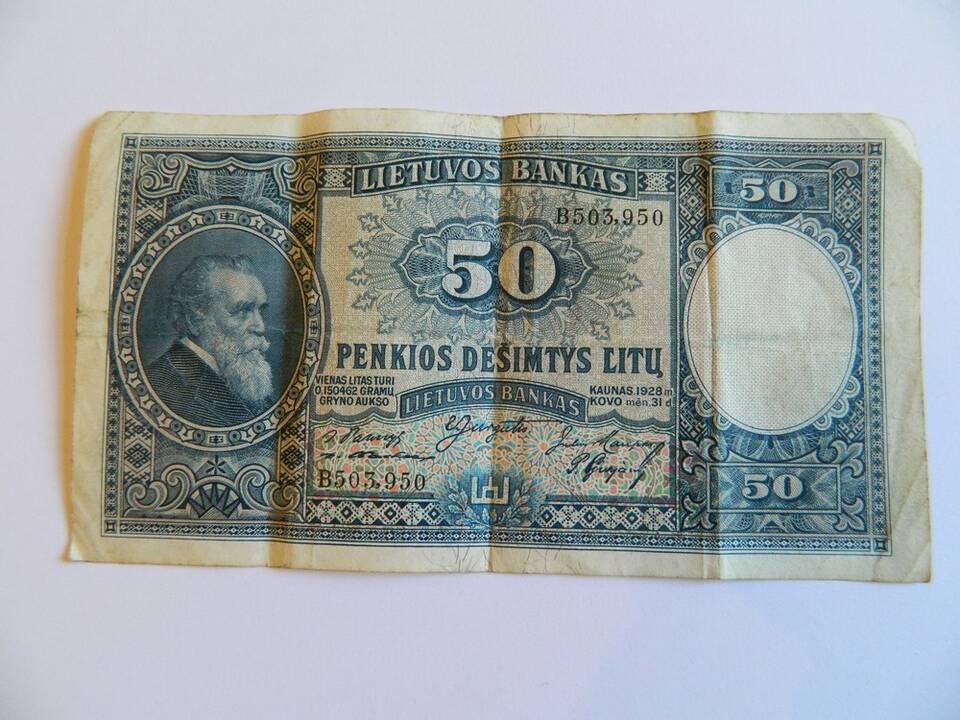 LIETUVOS BANKAS
50
B503,950
50
PENKIOS DEŠIMTYS LITŲ
VIENAS LITAS TURI
0.150462 GRAMŲ
GRYNO AUKSO
LIETUVOS BANKAS
KAUNAS 1928 m
KOVO mėn. 31 d
B503,950
50